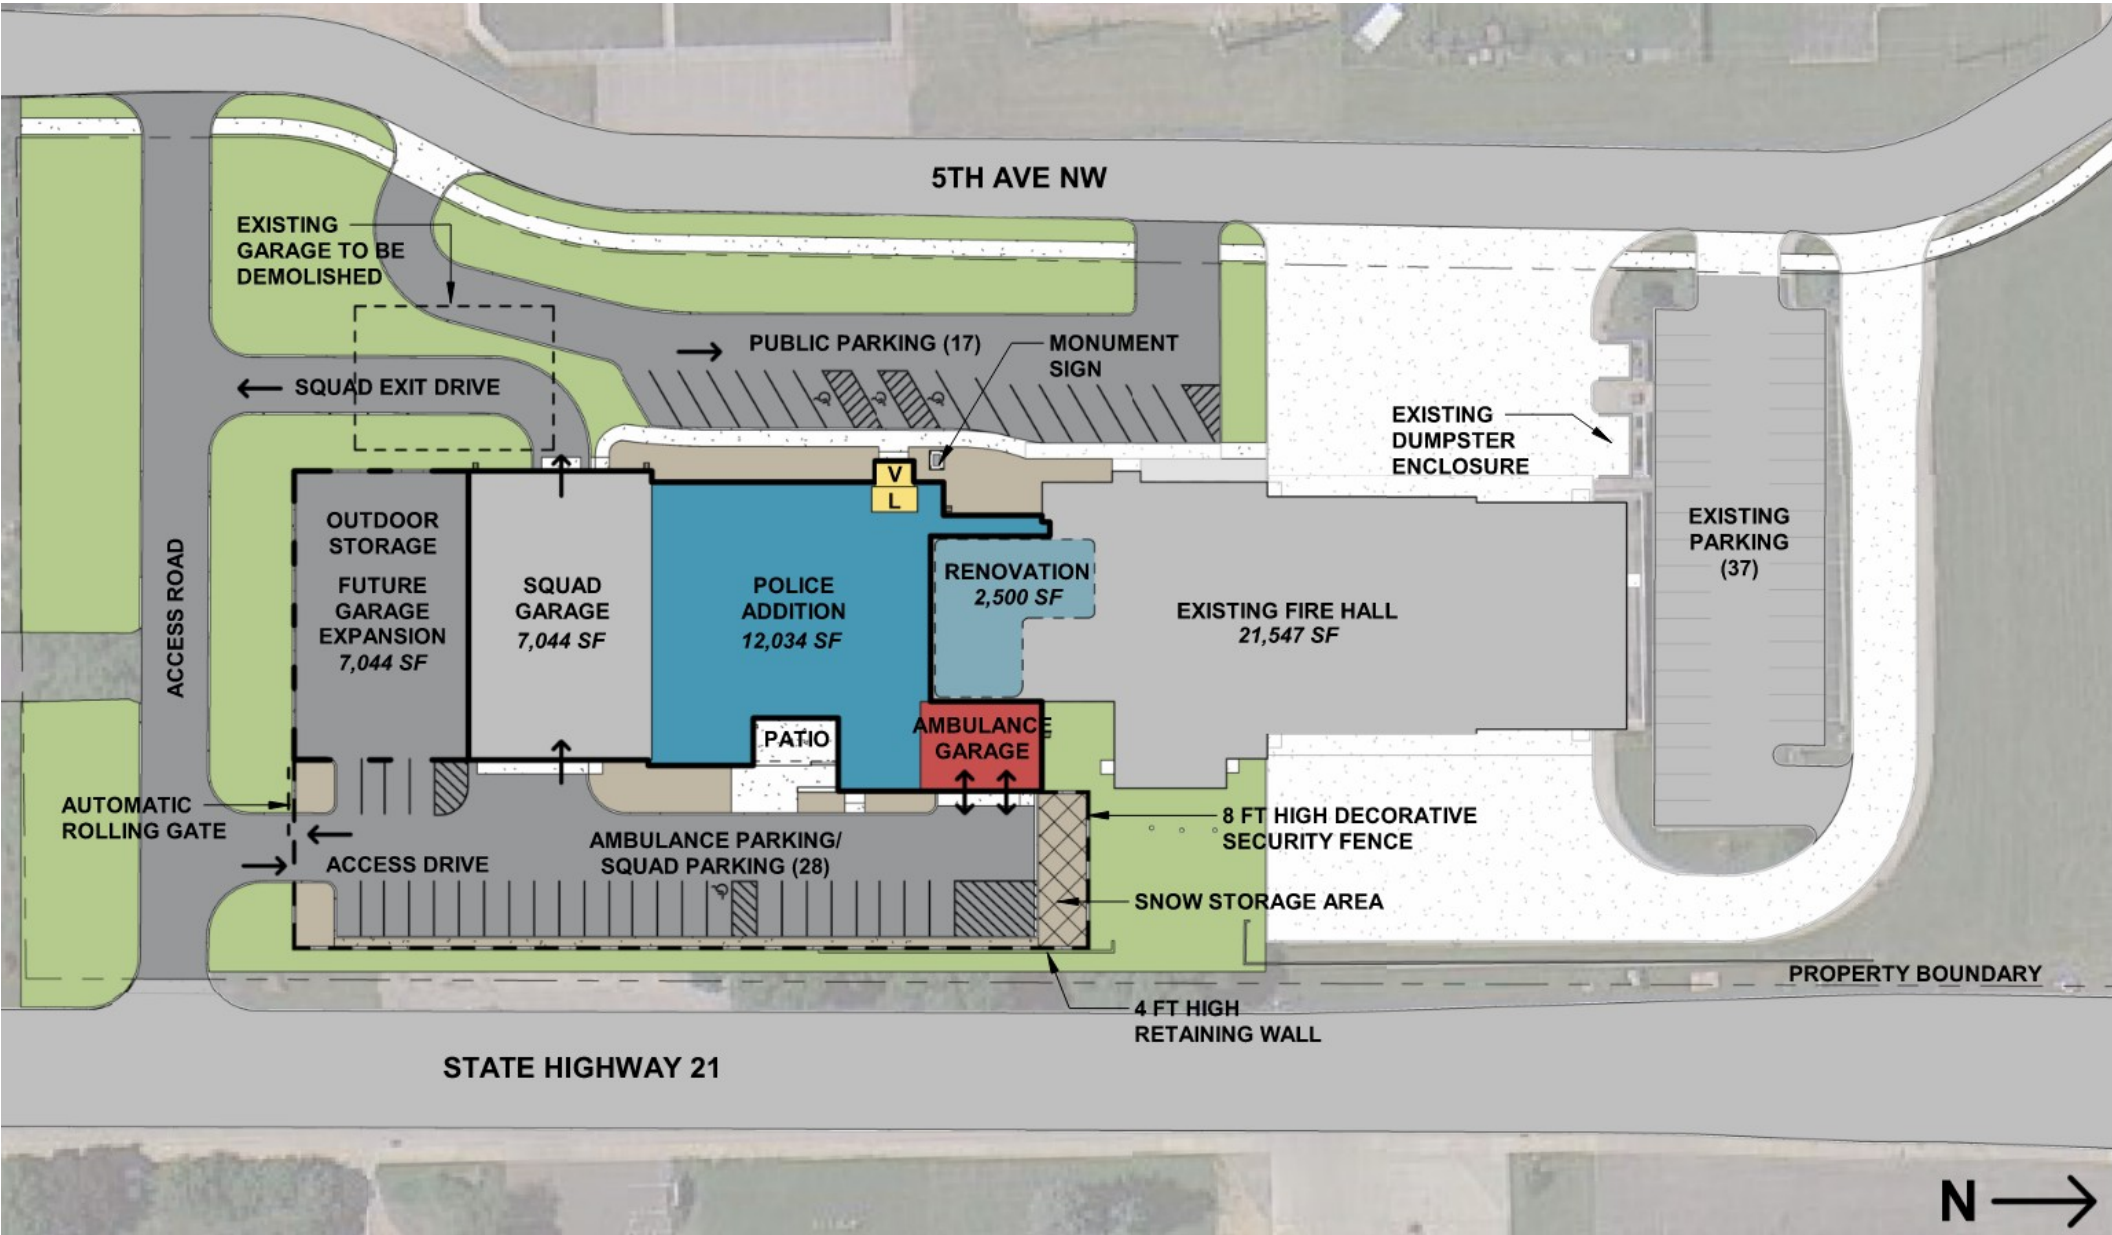 5TH AVE NW
EXISTING
GARAGE TO BE
DEMOLISHED
PUBLIC PARKING (17)
MONUMENT
SIGN
SQUAD EXIT DRIVE
EXISTING
DUMPSTER
ENCLOSURE
V
L
OUTDOOR
STORAGE
FUTURE
GARAGE
EXPANSION
7,044 SF
SQUAD
GARAGE
7,044 SF
POLICE
ADDITION
12,034 SF
RENOVATION
2,500 SF
EXISTING FIRE HALL
21,547 SF
EXISTING
PARKING
(37)
ACCESS ROAD
PATIO
AMBULANCE
GARAGE
AUTOMATIC
ROLLING GATE
AMBULANCE PARKING/
SQUAD PARKING (28)
ACCESS DRIVE
8 FT HIGH DECORATIVE
SECURITY FENCE
SNOW STORAGE AREA
PROPERTY BOUNDARY
4 FT HIGH
RETAINING WALL
STATE HIGHWAY 21
N